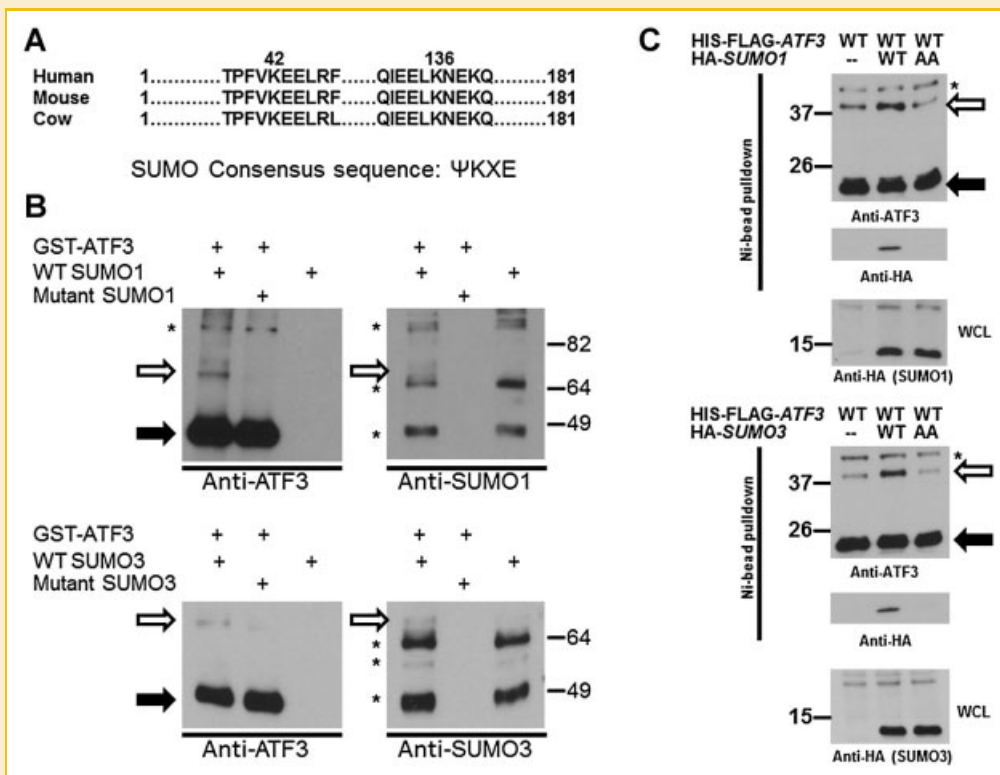 A
42 136
Human 1............TPFVKEELRF......QIEELKNEKQ.........181
Mouse 1............TPFVKEELRF......QIEELKNEKQ.........181
Cow 1............TPFVKEELRL......QIEELKNEKQ.........181
SUMO Consensus sequence: ΨKXE
B
GST-ATF3 + + + +
WT SUMO1 + + + +
Mutant SUMO1 + +
*
*
*
*
82
64
49
Anti-ATF3 Anti-SUMO1
GST-ATF3 + + + +
WT SUMO3 + + + +
Mutant SUMO3 + +
*
*
*
64
49
Anti-ATF3 Anti-SUMO3
C
HIS-FLAG-ATF3 WT WT WT
HA-SUMO1 -- WT AA
*
37
26
Ni-bead pulldown
Anti-ATF3
Anti-HA
15
WCL
Anti-HA (SUMO1)
HIS-FLAG-ATF3 WT WT WT
HA-SUMO3 -- WT AA
*
37
26
Ni-bead pulldown
Anti-ATF3
Anti-HA
15
WCL
Anti-HA (SUMO3)